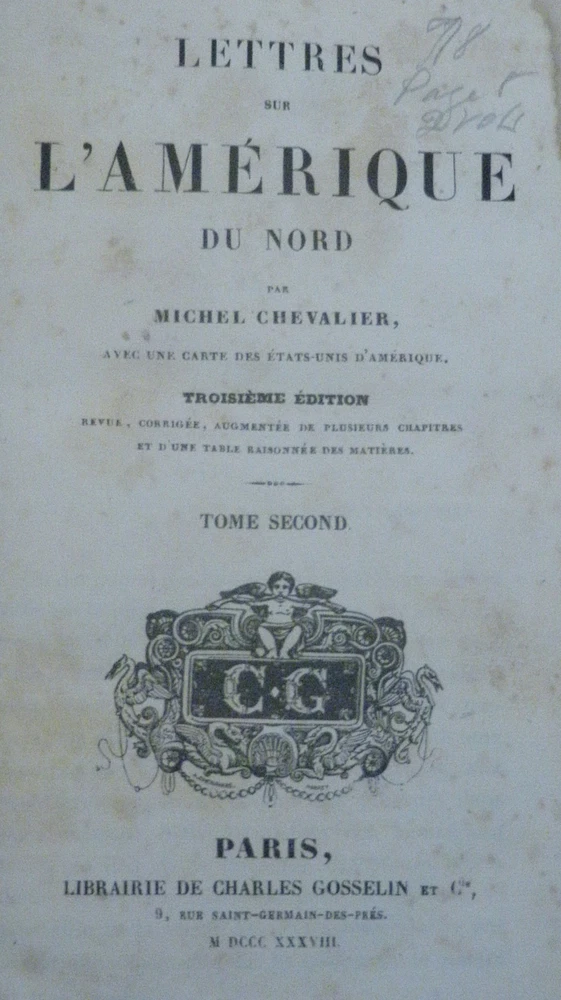 LETTRES
SUR
L'AMÉRIQUE
DU NORD
PAR
MICHEL CHEVALIER,
AVEC UNE CARTE DES ÉTATS-UNIS D'AMÉRIQUE.
TROISIÈME ÉDITION
REVUE, CORRIGÉE, AUGMENTÉE DE PLUSIEURS CHAPITRES
ET D'UNE TABLE RAISONNÉE DES MATIÈRES.
TOME SECOND
C·G
PARIS,
LIBRAIRIE DE CHARLES GOSSELIN ET Cie,
9, RUE SAINT-GERMAIN-DES-PRÉS.
M DCCC XXXVIII.